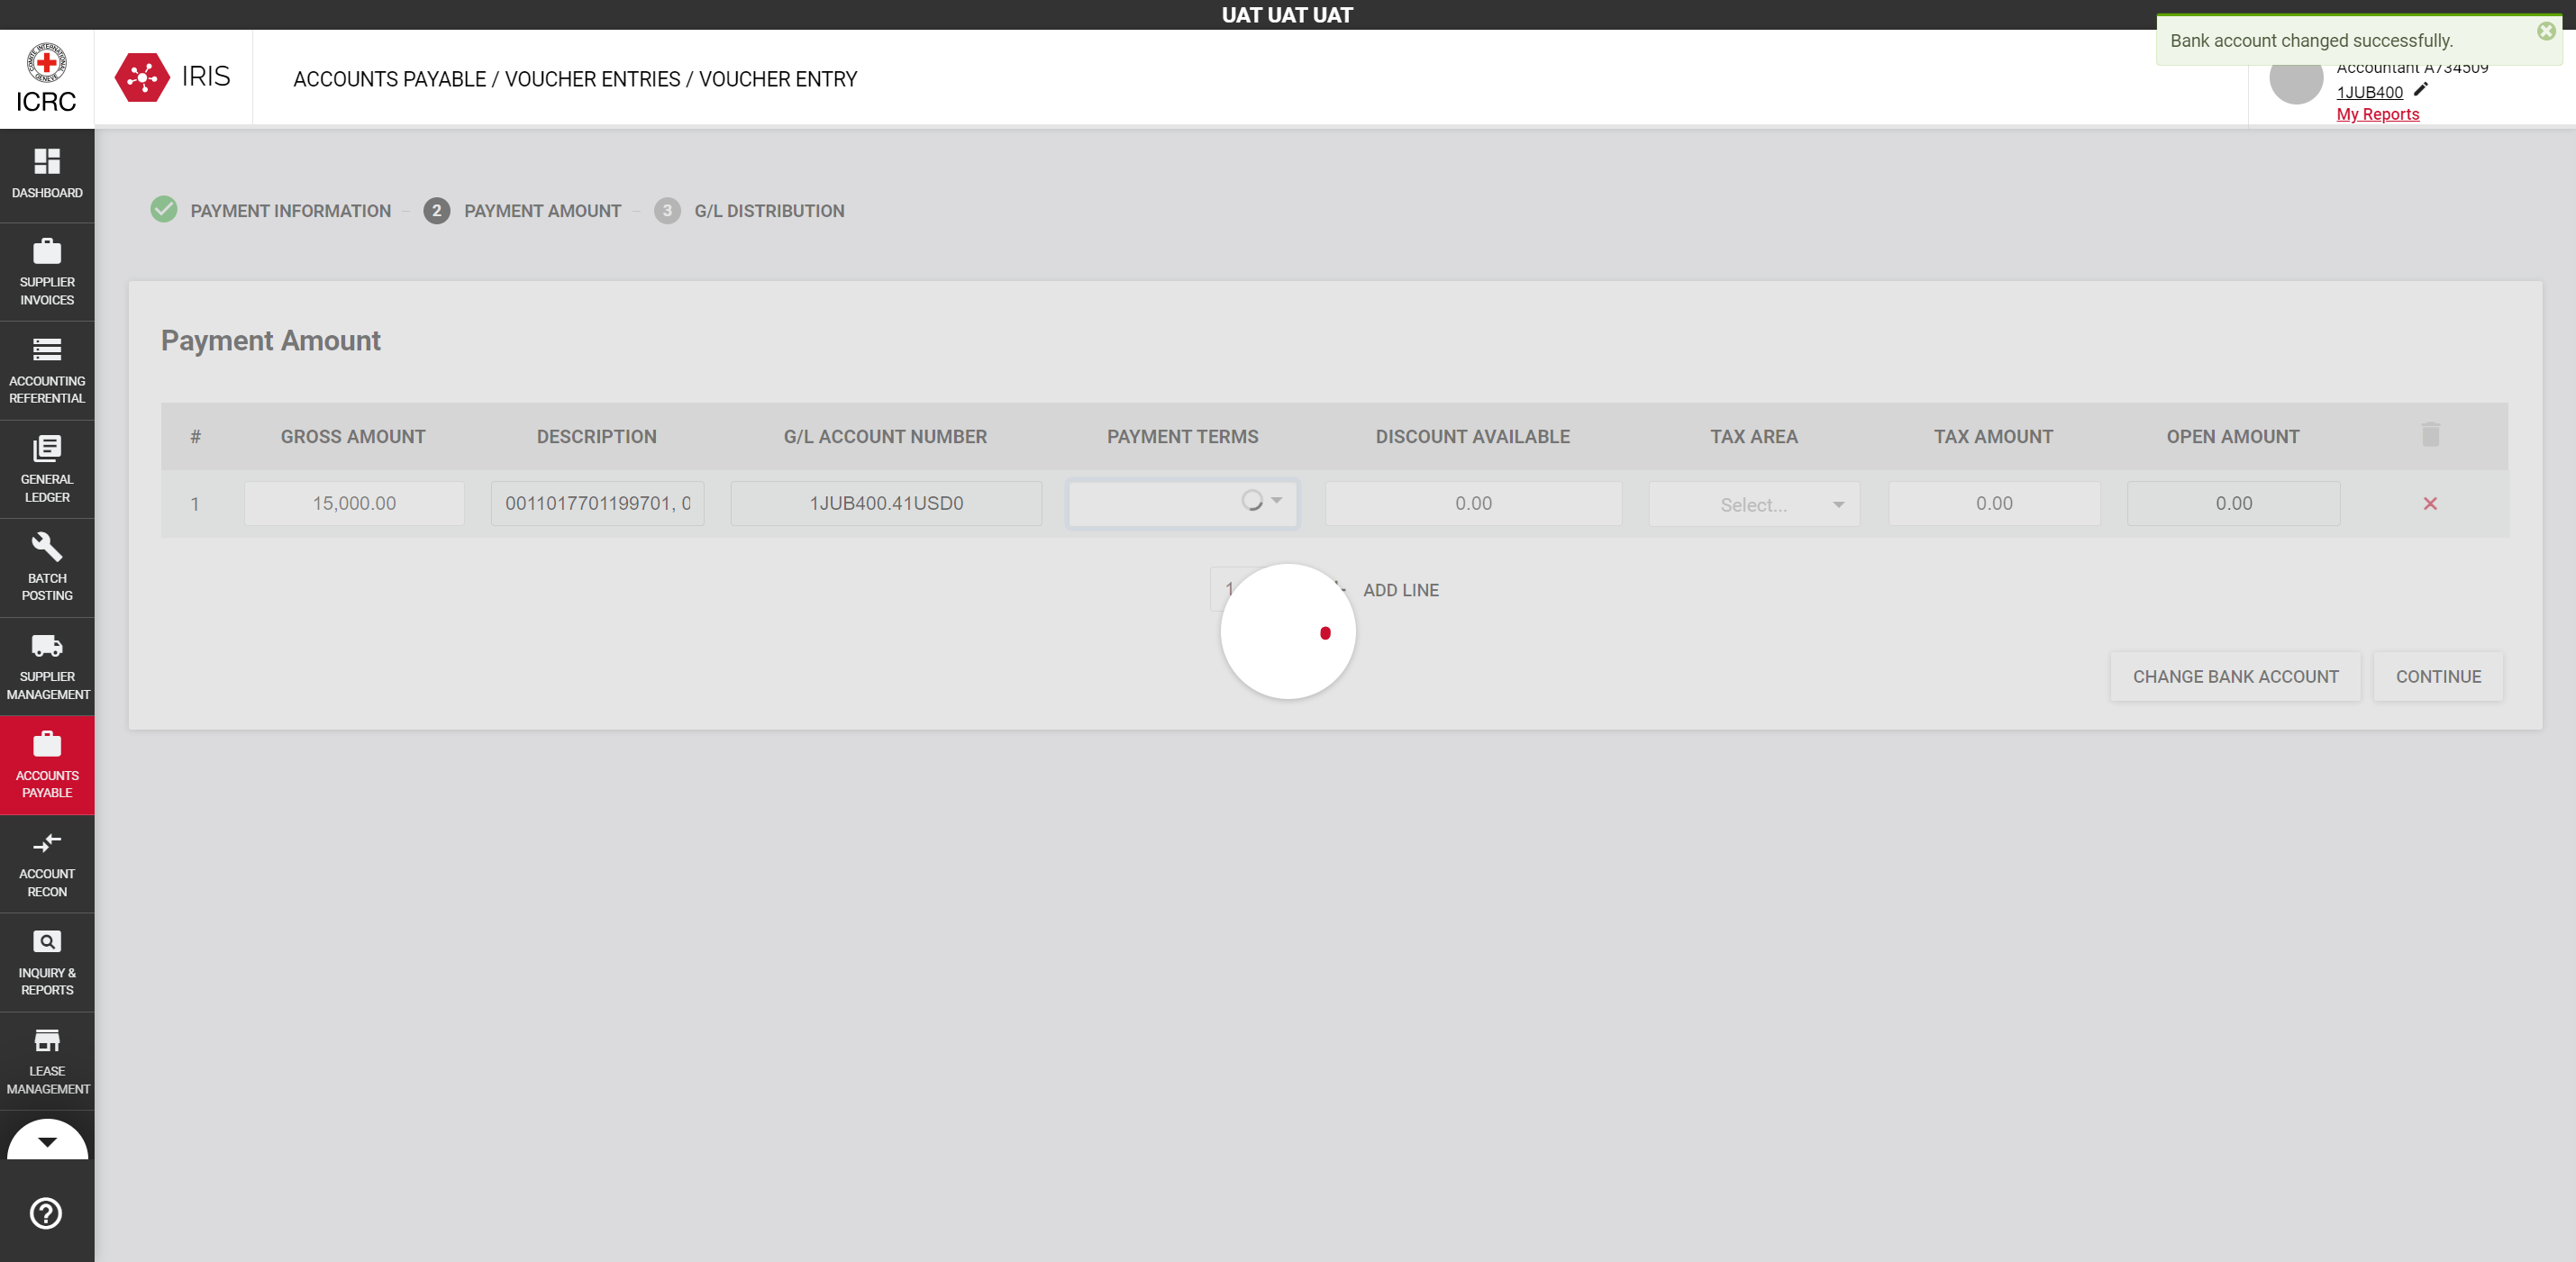 UAT UAT UAT
Bank account changed successfully.
COMITE INTERNATIONAL GENEVE
ICRC
IRIS
ACCOUNTS PAYABLE / VOUCHER ENTRIES / VOUCHER ENTRY
Accountant A734509
1JUB400
My Reports
DASHBOARD
SUPPLIER
INVOICES
ACCOUNTING
REFERENTIAL
GENERAL
LEDGER
BATCH
POSTING
SUPPLIER
MANAGEMENT
ACCOUNTS
PAYABLE
ACCOUNT
RECON
INQUIRY &
REPORTS
LEASE
MANAGEMENT
PAYMENT INFORMATION – 2 PAYMENT AMOUNT – 3 G/L DISTRIBUTION
Payment Amount
# GROSS AMOUNT DESCRIPTION G/L ACCOUNT NUMBER PAYMENT TERMS DISCOUNT AVAILABLE TAX AREA TAX AMOUNT OPEN AMOUNT
1 15,000.00 0011017701199701, 0 1JUB400.41USD0 0.00 Select... 0.00 0.00
1 ADD LINE
CHANGE BANK ACCOUNT CONTINUE